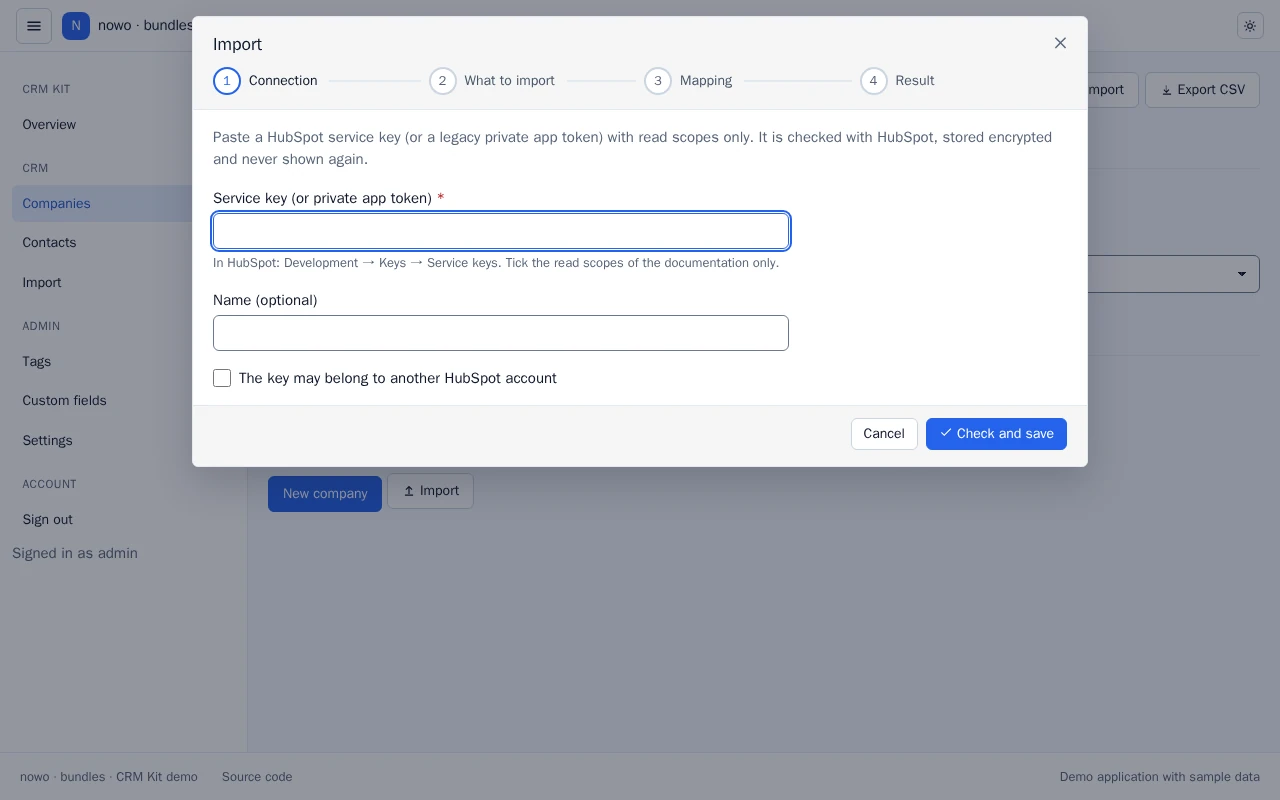 N nowo · bundles
CRM KIT
Overview
CRM
Companies
Contacts
Import
ADMIN
Tags
Custom fields
Settings
ACCOUNT
Sign out
Signed in as admin
Import
1 Connection
2 What to import
3 Mapping
4 Result
Paste a HubSpot service key (or a legacy private app token) with read scopes only. It is checked with HubSpot, stored encrypted
and never shown again.
Service key (or private app token) *
In HubSpot: Development → Keys → Service keys. Tick the read scopes of the documentation only.
Name (optional)
The key may belong to another HubSpot account
Cancel
Check and save
mport
Export CSV
New company
Import
nowo · bundles · CRM Kit demo
Source code
Demo application with sample data